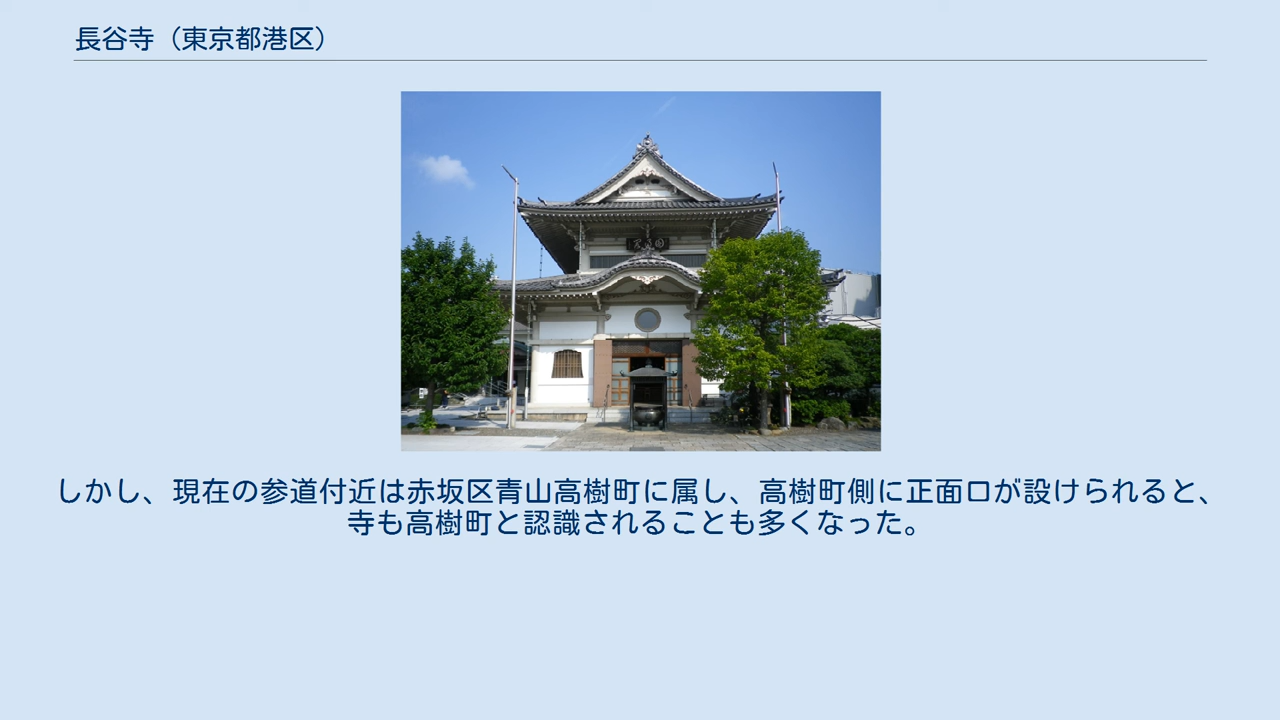 長谷寺（東京都港区）
しかし、現在の参道付近は赤坂区青山高樹町に属し、高樹町側に正面口が設けられると、
寺も高樹町と認識されることも多くなった。